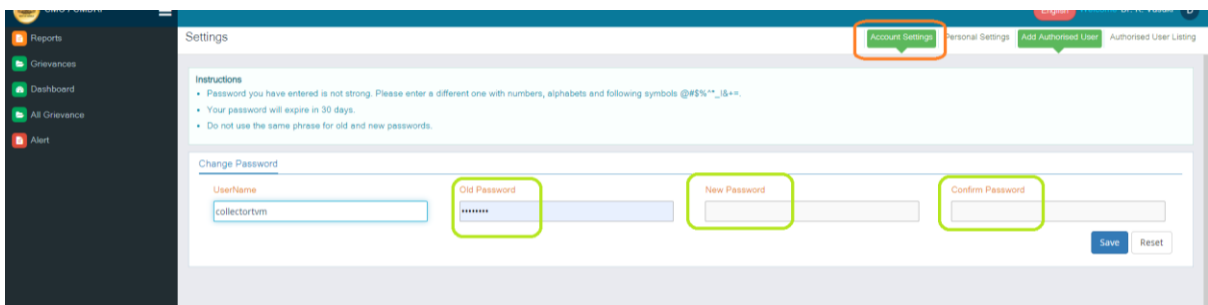 English
Reports
Settings
Account Settings
Personal Settings
Add Authorised User
Authorised User Listing
Grievances
Dashboard
All Grievance
Alert
Instructions
Password you have entered is not strong. Please enter a different one with numbers, alphabets and following symbols
Your password will expire in 30 days.
Do not use the same phrase for old and new passwords.
Change Password
UserName
Old Password
New Password
Confirm Password
collectortvm
••••••••
Save
Reset